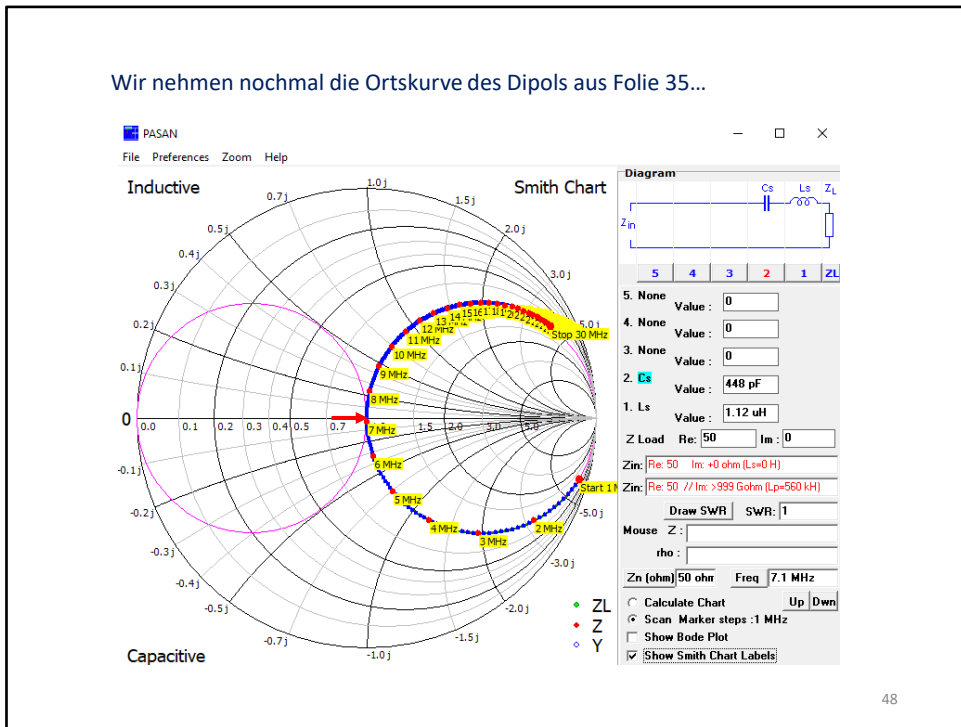 Wir nehmen nochmal die Ortskurve des Dipols aus Folie 35…
PASAN
File Preferences Zoom Help
Inductive
Smith Chart
1.0 j
0.7 j
1.5 j
0.5 j
2.0 j
0.4 j
0.3 j
3.0 j
0.2 j
5.0 j
0.1 j
0
0.0 0.1 0.2 0.3 0.4 0.5 0.7 1.5 2.0 3.0 5.0
-0.1 j
-0.2 j
-5.0 j
-0.3 j
-3.0 j
-0.4 j
-0.5 j
-2.0 j
-0.7 j
-1.5 j
-1.0 j
Capacitive
Stop 30 MHz
12 MHz
11 MHz
10 MHz
9 MHz
8 MHz
7 MHz
6 MHz
5 MHz
4 MHz
3 MHz
2 MHz
Start 1 M
ZL
Z
Y
Diagram
Cs Ls ZL
Zin
5 4 3 2 1 ZL
5. None
Value : 0
4. None
Value : 0
3. None
Value : 0
2. Cs
Value : 448 pF
1. Ls
Value : 1.12 uH
Z Load Re: 50 Im : 0
Zin: Re: 50 Im: +0 ohm (Ls=0 H)
Zin: Re: 50 // Im: >999 Gohm (Lp=560 kH)
Draw SWR SWR: 1
Mouse Z :
rho :
Zn (ohm) 50 ohm Freq 7.1 MHz
Calculate Chart Up Dwn
Scan Marker steps :1 MHz
Show Bode Plot
Show Smith Chart Labels
48